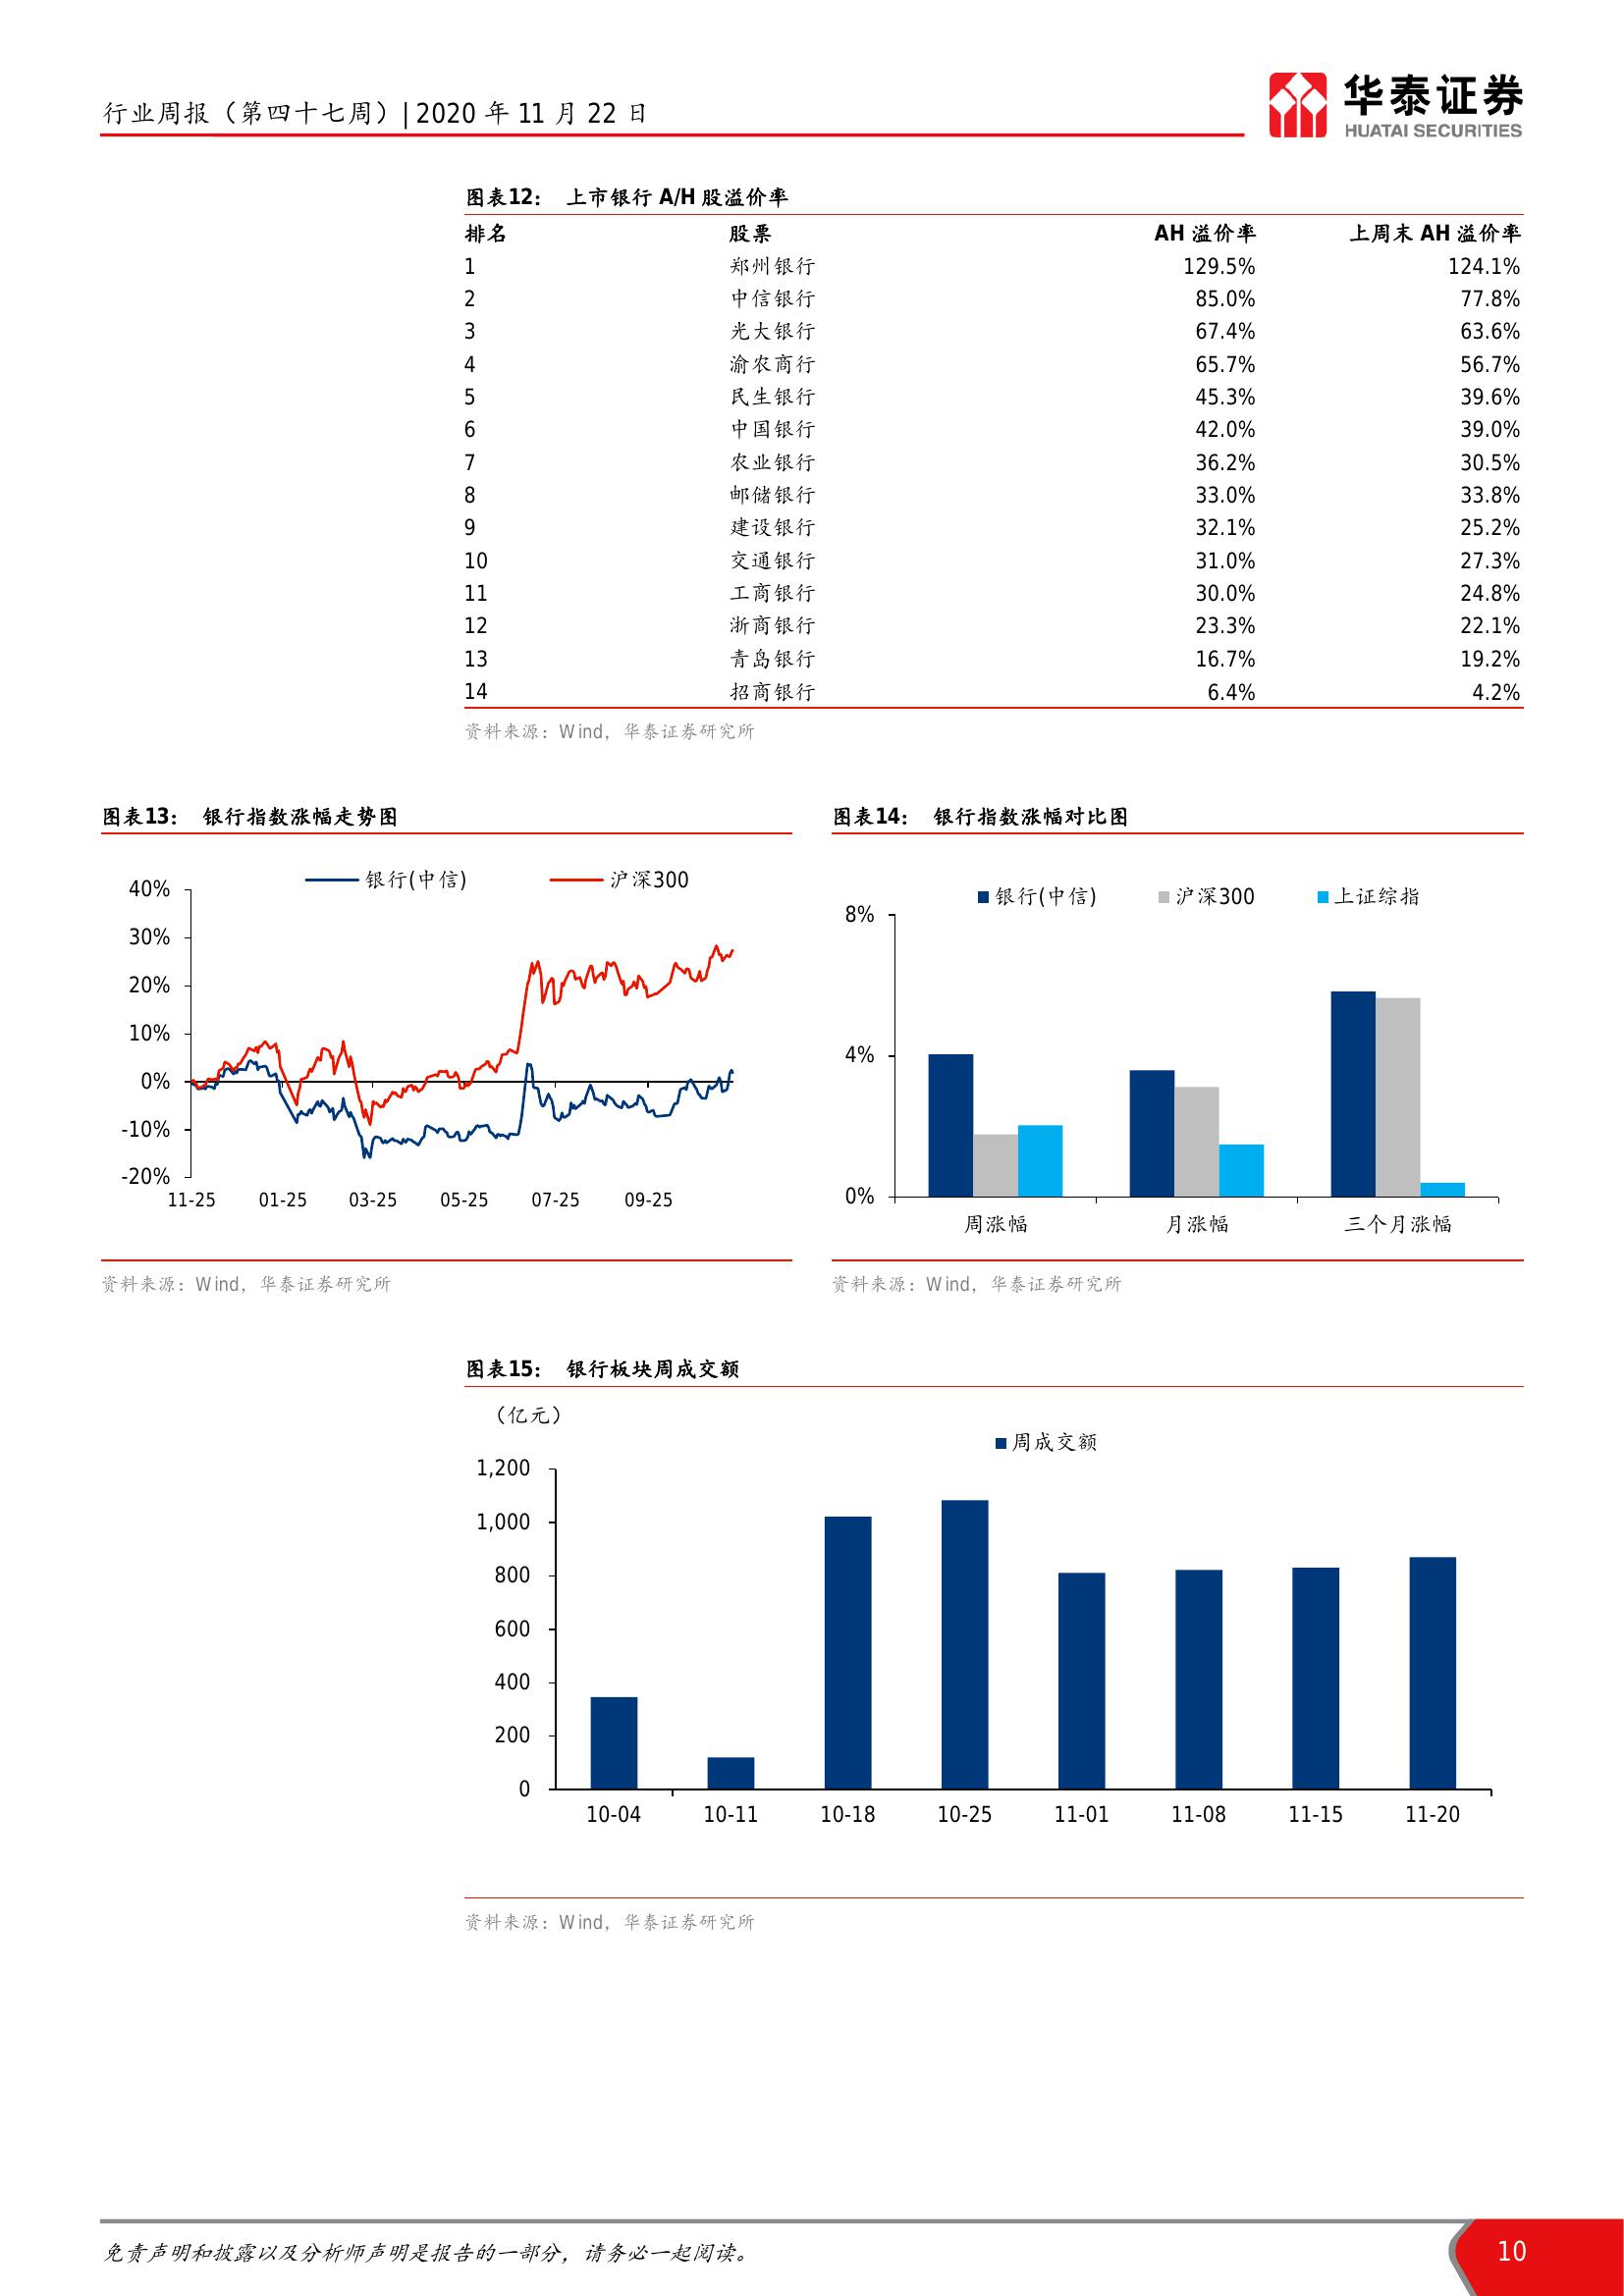 行业周报（第四十七周）| 2020 年 11 月 22 日
华泰证券
HUATAI SECURITIES
图表12： 上市银行 A/H 股溢价率
排名 股票 AH 溢价率 上周末 AH 溢价率
1 郑州银行 129.5% 124.1%
2 中信银行 85.0% 77.8%
3 光大银行 67.4% 63.6%
4 渝农商行 65.7% 56.7%
5 民生银行 45.3% 39.6%
6 中国银行 42.0% 39.0%
7 农业银行 36.2% 30.5%
8 邮储银行 33.0% 33.8%
9 建设银行 32.1% 25.2%
10 交通银行 31.0% 27.3%
11 工商银行 30.0% 24.8%
12 浙商银行 23.3% 22.1%
13 青岛银行 16.7% 19.2%
14 招商银行 6.4% 4.2%
资料来源：Wind，华泰证券研究所
图表13： 银行指数涨幅走势图
银行(中信) 沪深300
40%
30%
20%
10%
0%
-10%
-20%
11-25 01-25 03-25 05-25 07-25 09-25
资料来源：Wind，华泰证券研究所
图表14： 银行指数涨幅对比图
银行(中信) 沪深300 上证综指
8%
4%
0%
周涨幅 月涨幅 三个月涨幅
资料来源：Wind，华泰证券研究所
图表15： 银行板块周成交额
（亿元）
周成交额
1,200
1,000
800
600
400
200
0
10-04 10-11 10-18 10-25 11-01 11-08 11-15 11-20
资料来源：Wind，华泰证券研究所
免责声明和披露以及分析师声明是报告的一部分，请务必一起阅读。
10